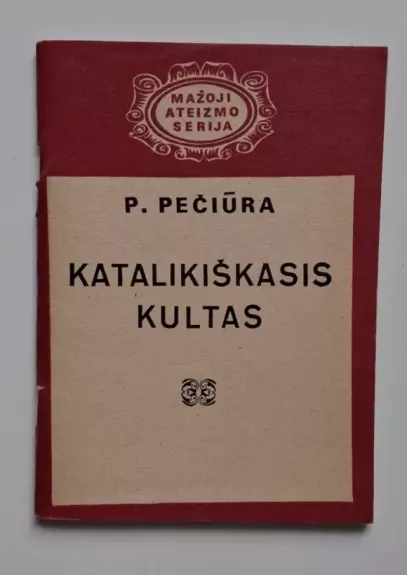 MAŽOJI
ATEIZMO
SERIJA
P. PEČIŪRA
KATALIKIŠKASIS
KULTAS